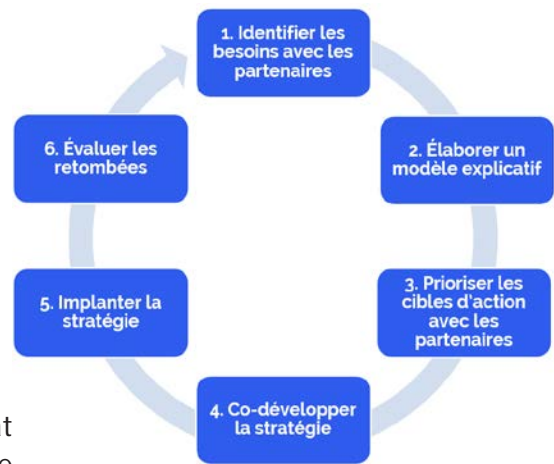 1. Identifier les
besoins avec les
partenaires
2. Élaborer un
modèle explicatif
3. Prioriser les
cibles d'action
avec les
partenaires
4. Co-développer
la stratégie
5. Implanter la
stratégie
6. Évaluer les
retombées